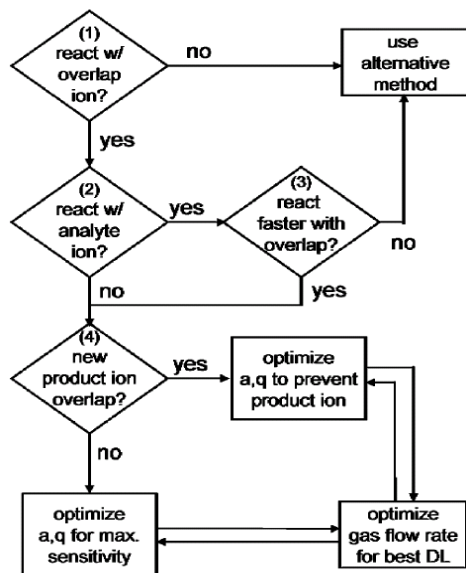 (1)
react w/
overlap
ion?
no
use
alternative
method
yes
(2)
react w/
analyte
ion?
yes
(3)
react
faster with
overlap?
no
no
yes
(4)
new
product ion
overlap?
yes
optimize
a,q to prevent
product ion
no
optimize
a,q for max.
sensitivity
optimize
gas flow rate
for best DL